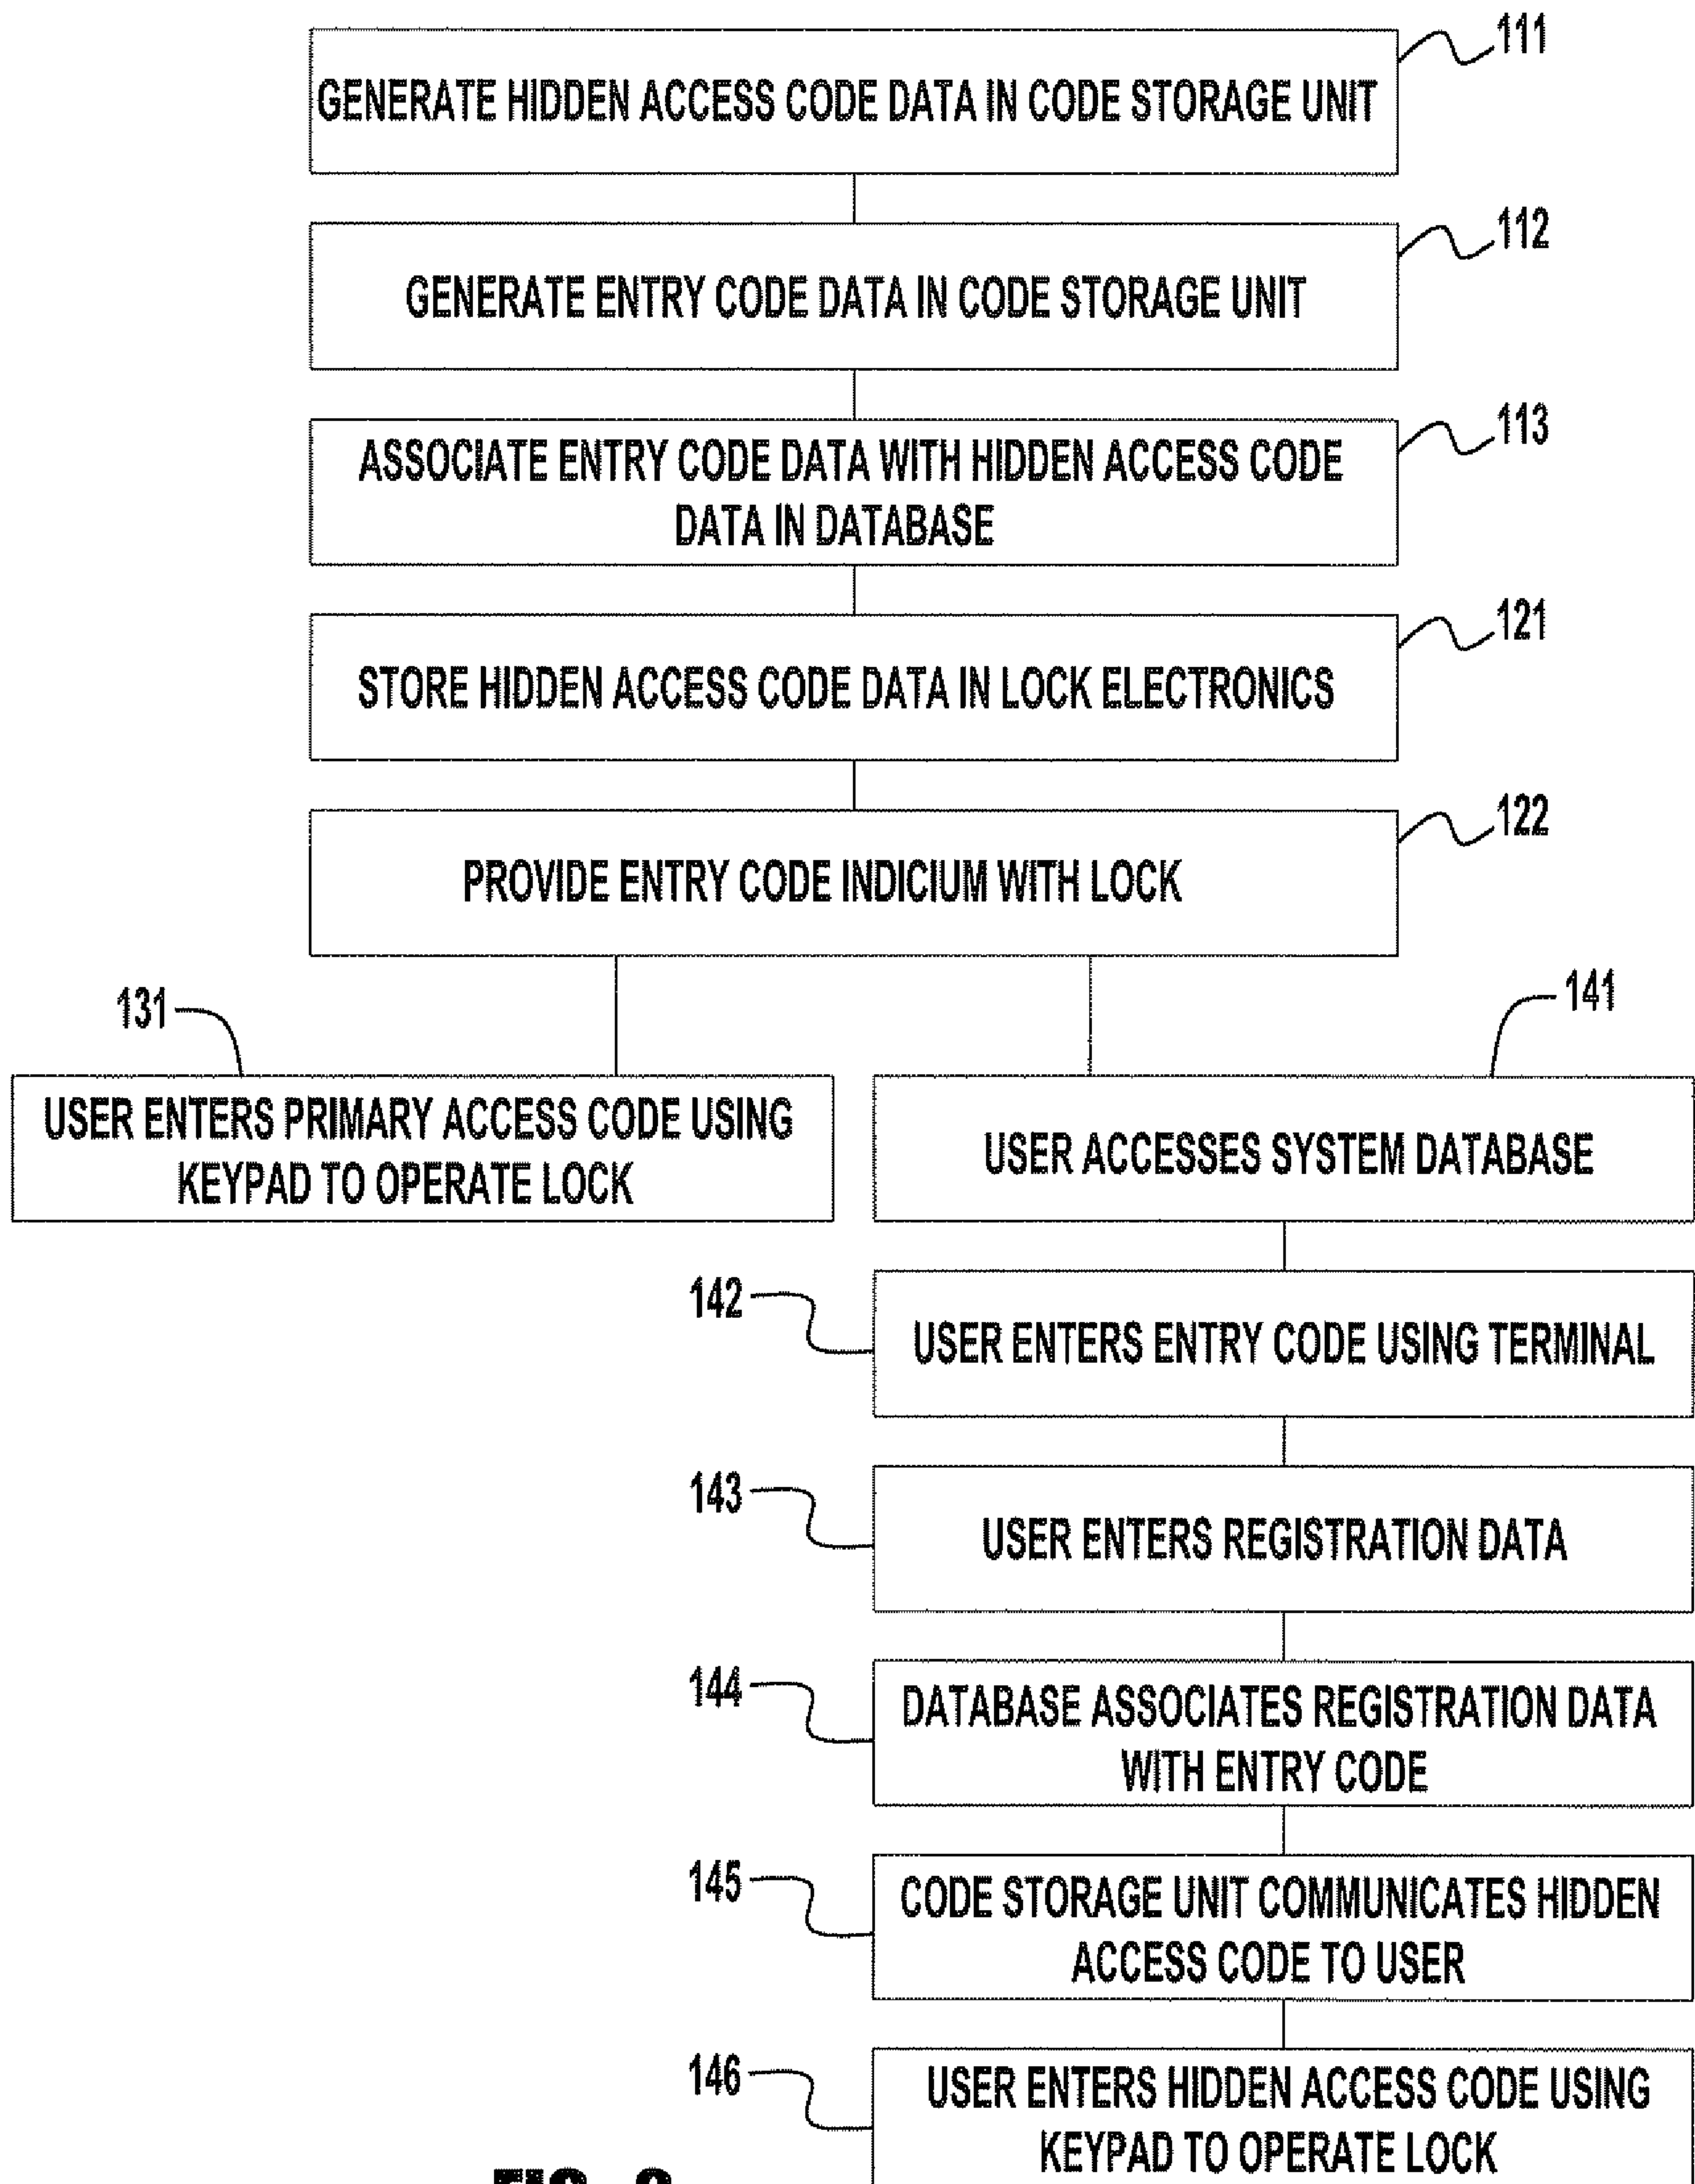 111
GENERATE HIDDEN ACCESS CODE DATA IN CODE STORAGE UNIT
112
GENERATE ENTRY CODE DATA IN CODE STORAGE UNIT
113
ASSOCIATE ENTRY CODE DATA WITH HIDDEN ACCESS CODE
DATA IN DATABASE
121
STORE HIDDEN ACCESS CODE DATA IN LOCK ELECTRONICS
122
PROVIDE ENTRY CODE INDICIUM WITH LOCK
131
USER ENTERS PRIMARY ACCESS CODE USING
KEYPAD TO OPERATE LOCK
141
USER ACCESSES SYSTEM DATABASE
142
USER ENTERS ENTRY CODE USING TERMINAL
143
USER ENTERS REGISTRATION DATA
144
DATABASE ASSOCIATES REGISTRATION DATA
WITH ENTRY CODE
145
CODE STORAGE UNIT COMMUNICATES HIDDEN
ACCESS CODE TO USER
146
USER ENTERS HIDDEN ACCESS CODE USING
KEYPAD TO OPERATE LOCK
FIG.